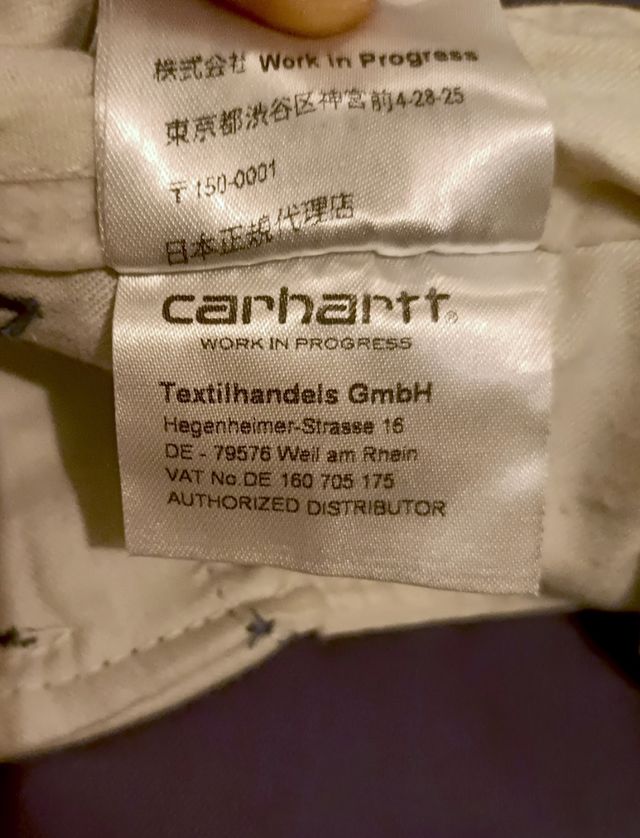 株式会社 Work in Progress
東京都渋谷区神宮前4-28-25
〒150-0001
日本正規代理店
carhartt®
WORK IN PROGRESS
Textilhandels GmbH
Hegenheimer-Strasse 16
DE - 79576 Weil am Rhein
VAT No.DE 160 705 175
AUTHORIZED DISTRIBUTOR